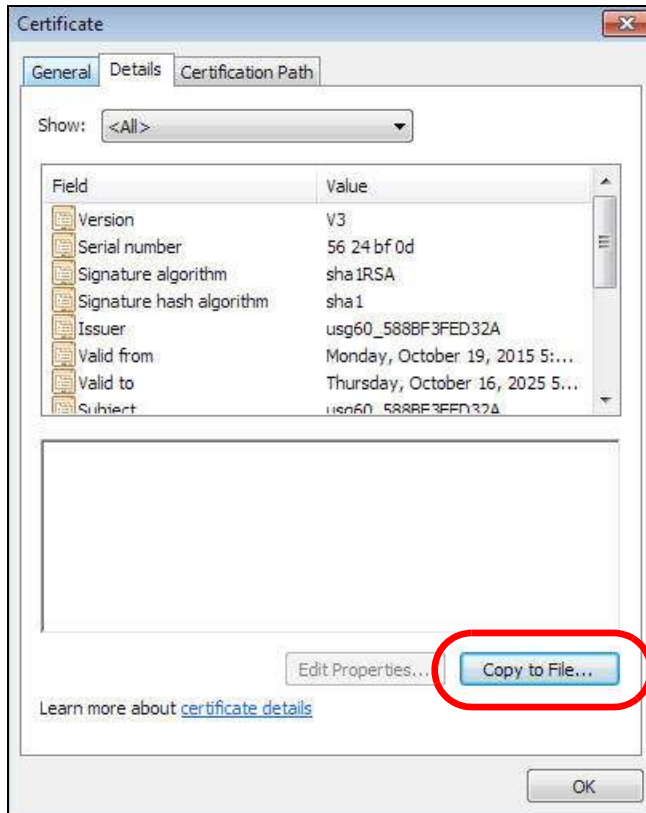 Certificate
General Details Certification Path
Show: <All>
Field Value
Version V3
Serial number 56 24 bf 0d
Signature algorithm sha1RSA
Signature hash algorithm sha1
Issuer usg60_588BF3FED32A
Valid from Monday, October 19, 2015 5:...
Valid to Thursday, October 16, 2025 5...
Subject usg60_588BF3FED32A
Edit Properties... Copy to File...
Learn more about certificate details
OK